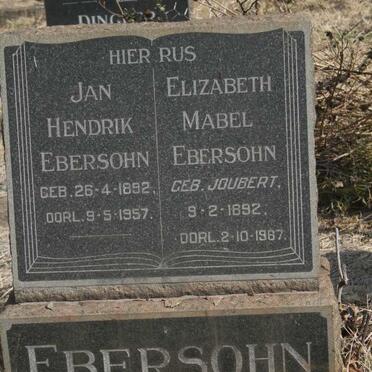 HIER RUS
JAN
HENDRIK
EBERSOHN
GEB. 26-4-1892,
OORL. 9-5-1957.
ELIZABETH
MABEL
EBERSOHN
GEB. JOUBERT,
9-2-1892,
OORL. 2-10-1967.
EBERSOHN